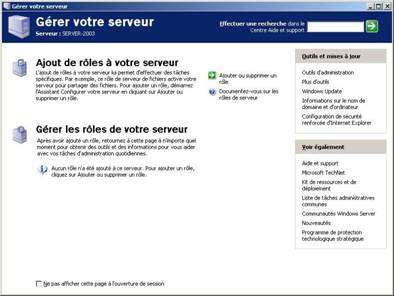 Gérer votre serveur
Gérer votre serveur
Serveur : SERVER-2003
Effectuer une recherche dans le
Centre Aide et support
Ajout de rôles à votre serveur
L'ajout de rôles à votre serveur lui permet d'effectuer des tâches
spécifiques. Par exemple, ce rôle de serveur de fichiers active votre
serveur pour partager des fichiers. Pour ajouter un rôle, démarrez
l'Assistant Configurer votre serveur en cliquant sur Ajouter ou
supprimer un rôle.
Ajouter ou supprimer un
rôle
Documentez-vous sur les
rôles de serveur
Gérer les rôles de votre serveur
Après avoir ajouté un rôle, retournez à cette page à n'importe quel
moment pour obtenir des outils et des informations pour vous aider
avec vos tâches d'administration quotidiennes.
Aucun rôle n'a été ajouté à ce serveur. Pour ajouter un rôle,
cliquez sur Ajouter ou supprimer un rôle.
Outils et mises à jour
Outils d'administration
Plus d'outils
Windows Update
Informations sur le nom de
domaine et d'ordinateur
Configuration de sécurité
renforcée d'Internet Explorer
Voir également
Aide et support
Microsoft TechNet
Kit de ressources et de
déploiement
Liste de tâches administratives
communes
Communautés Windows Server
Nouveautés
Programme de protection
technologique stratégique
Ne pas afficher cette page à l'ouverture de session